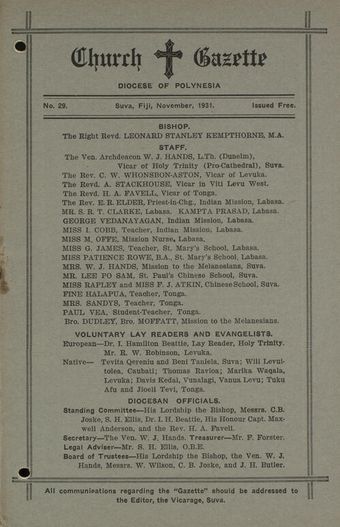 Church Gazette
DIOCESE OF POLYNESIA
No. 29. Suva, Fiji, November, 1931. Issued Free.
BISHOP.
The Right Revd. LEONARD STANLEY KEMPTHORNE, M.A.
STAFF.
The Ven. Archdeacon W. J. HANDS, L.Th. (Dunelm),
Vicar of Holy Trinity (Pro-Cathedral), Suva.
The Rev. C. W. WHONSBON-ASTON, Vicar of Levuka.
The Revd. A. STACKHOUSE, Vicar in Viti Levu West.
The Revd. H. A. FAVELL, Vicar of Tonga.
The Rev. E. R. ELDER, Priest-in-Chg., Indian Mission, Labasa.
MR. S. R. T. CLARKE, Labasa. KAMPTA PRASAD, Labasa.
GEORGE VEDANAYAGAN, Indian Mission, Labasa.
MISS I. COBB, Teacher, Indian Mission, Labasa.
MISS M. OFFE, Mission Nurse, Labasa.
MISS G. JAMES, Teacher, St. Mary's School, Labasa.
MISS PATIENCE ROWE, B.A., St. Mary's School, Labasa.
MRS. W. J. HANDS, Mission to the Melanesians, Suva.
MR. LEE PO SAM, St. Paul's Chinese School, Suva.
MISS RAPLEY and MISS F. J. ATKIN, Chinese School, Suva.
FINE HALAPUA, Teacher, Tonga.
MRS. SANDYS, Teacher, Tonga.
PAUL VEA, Student-Teacher, Tonga.
Bro. DUDLEY, Bro. MOFFATT, Mission to the Melanesians.
VOLUNTARY LAY READERS AND EVANGELISTS.
European—Dr. I. Hamilton Beattie, Lay Reader, Holy Trinity.
Mr. R. W. Robinson, Levuka.
Native— Tevita Qereniu and Beni Taniela, Suva; Will Levui-
tolea, Caubati; Thomas Ravioa; Marika Waqala,
Levuka; Davis Kedai, Vunalagi, Vanua Levu; Tuku
Afu and Jioeli Tevi, Tonga.
DIOCESAN OFFICIALS.
Standing Committee—His Lordship the Bishop, Messrs. C.B.
Joske, S. H. Ellis, Dr. I. H. Beattie, His Honour Capt. Max-
well Anderson, and the Rev. H. A. Favell.
Secretary—The Ven. W. J. Hands. Treasurer—Mr. F. Forster.
Legal Adviser—Mr. S. H. Ellis, O.B.E.
Board of Trustees—His Lordship the Bishop, the Ven. W. J.
Hands, Messrs. W. Wilson, C. B. Joske, and J. H. Butler.
All communications regarding the "Gazette" should be addressed to
the Editor, the Vicarage, Suva.